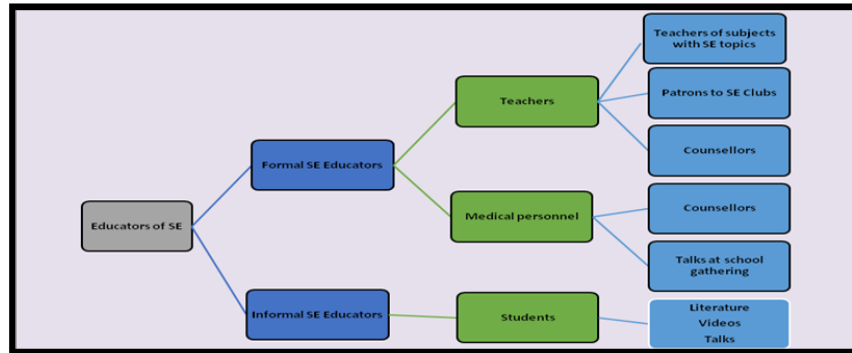 Educators of SE
Formal SE Educators
Informal SE Educators
Teachers
Medical personnel
Students
Teachers of subjects
with SE topics
Patrons to SE Clubs
Counsellors
Counsellors
Talks at school
gathering
Literature
Videos
Talks